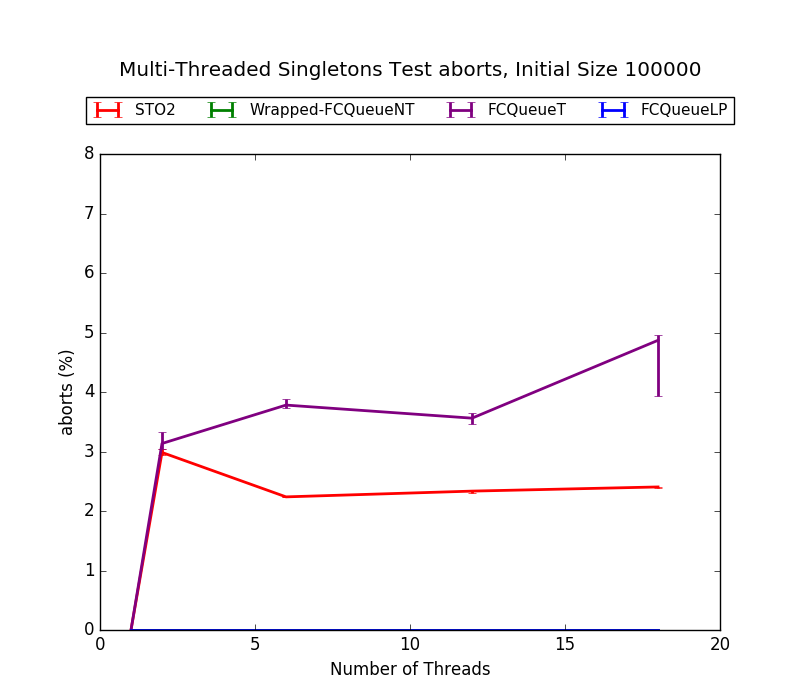 Multi-Threaded Singletons Test aborts, Initial Size 100000
STO2 Wrapped-FCQueueNT FCQueueT FCQueueLP
8
7
6
5
4
3
2
1
0
aborts (%)
0 5 10 15 20
Number of Threads